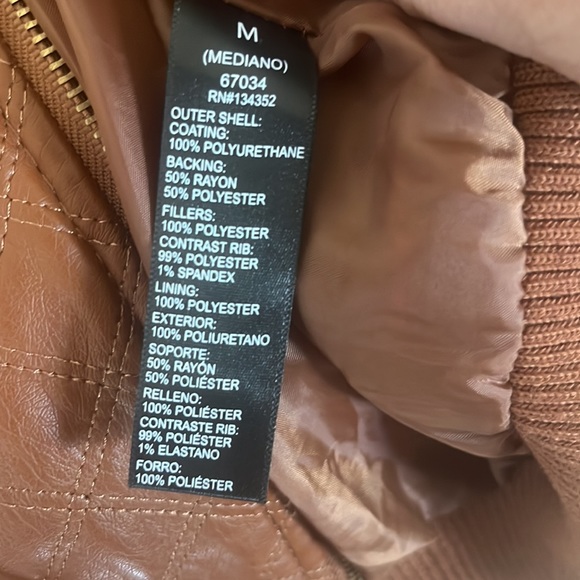 M
(MEDIANO)
67034
RN#134352
OUTER SHELL:
COATING:
100% POLYURETHANE
BACKING:
50% RAYON
50% POLYESTER
FILLERS:
100% POLYESTER
CONTRAST RIB:
99% POLYESTER
1% SPANDEX
LINING:
100% POLYESTER
EXTERIOR:
100% POLIURETANO
SOPORTE:
50% RAYÓN
50% POLIÉSTER
RELLENO:
100% POLIÉSTER
CONTRASTE RIB:
99% POLIÉSTER
1% ELASTANO
FORRO:
100% POLIÉSTER